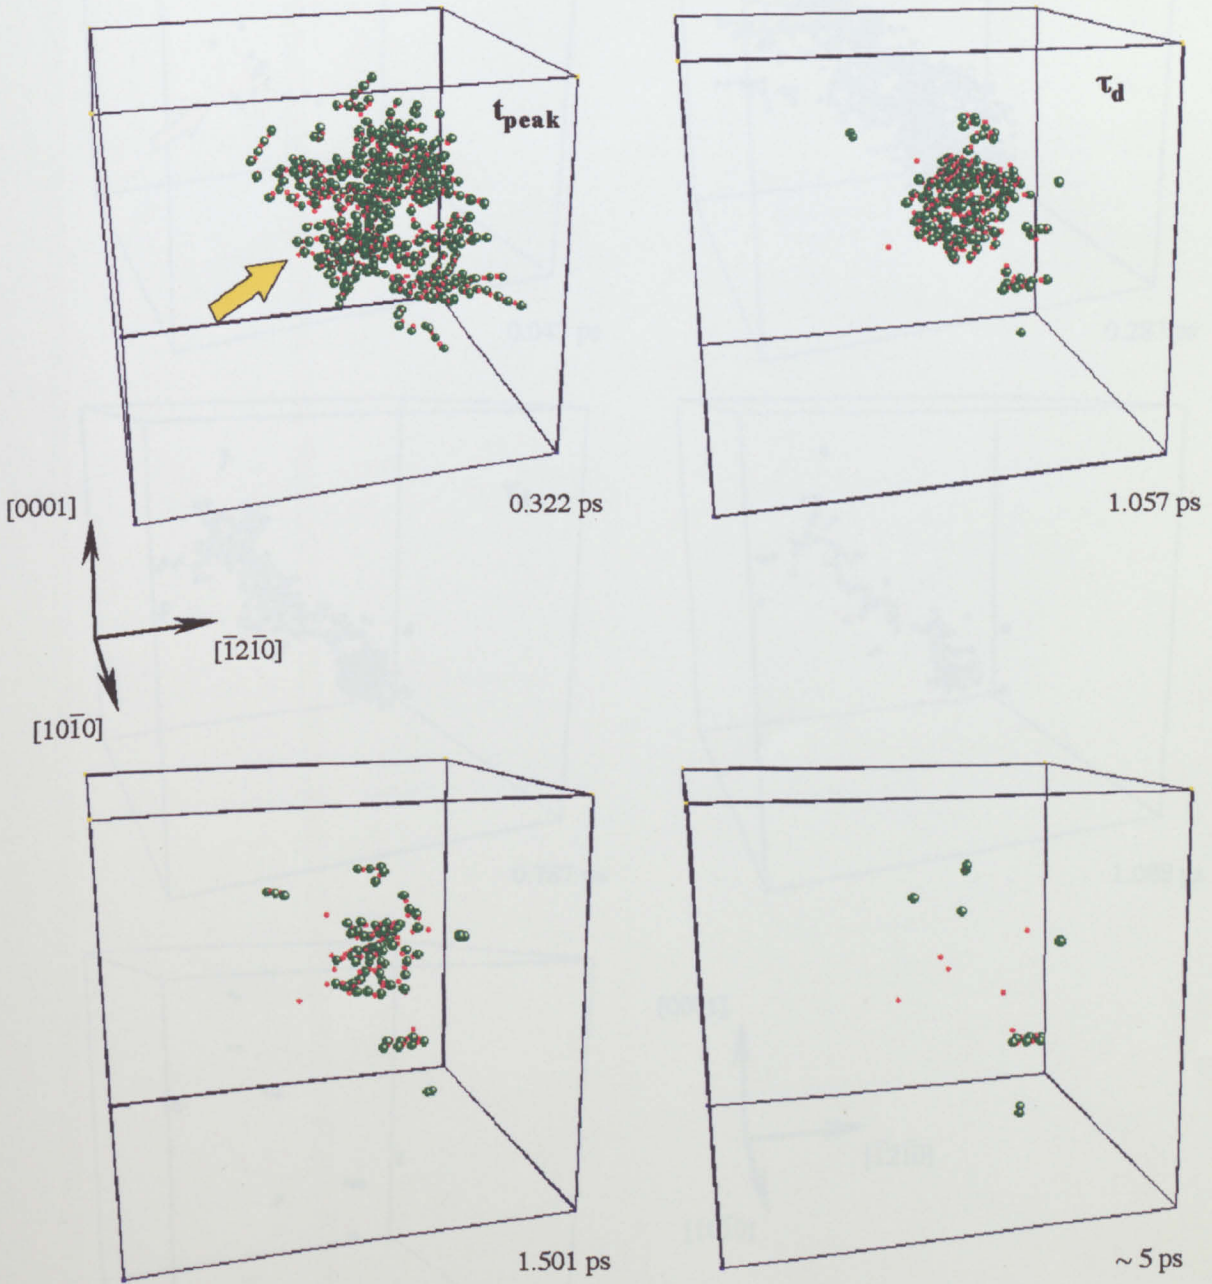 t_peak
τ_d
0.322 ps
1.057 ps
[0001]
[1̄21̄0]
[101̄0]
1.501 ps
~ 5 ps